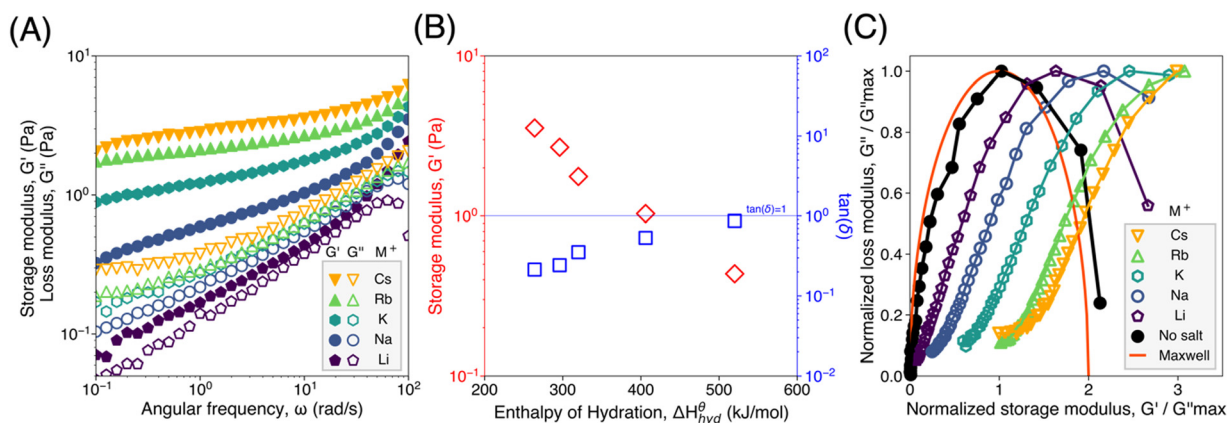 (A)
Storage modulus, G' (Pa)
Loss modulus, G' (Pa)
10¹
10⁰
10⁻¹
G' G'' M⁺
Cs
Rb
K
Na
Li
10⁻¹ 10⁰ 10¹ 10²
Angular frequency, ω (rad/s)
(B)
Storage modulus, G' (Pa)
10¹
10⁰
10⁻¹
tan(δ)=1
10²
10¹
10⁰
10⁻¹
10⁻²
tan(δ)
200 300 400 500 600
Enthalpy of Hydration, ΔH^θ_hyd (kJ/mol)
(C)
Normalized loss modulus, G'' / G''max
1.0
0.8
0.6
0.4
0.2
0.0
M⁺
Cs
Rb
K
Na
Li
No salt
Maxwell
0 1 2 3
Normalized storage modulus, G' / G''max